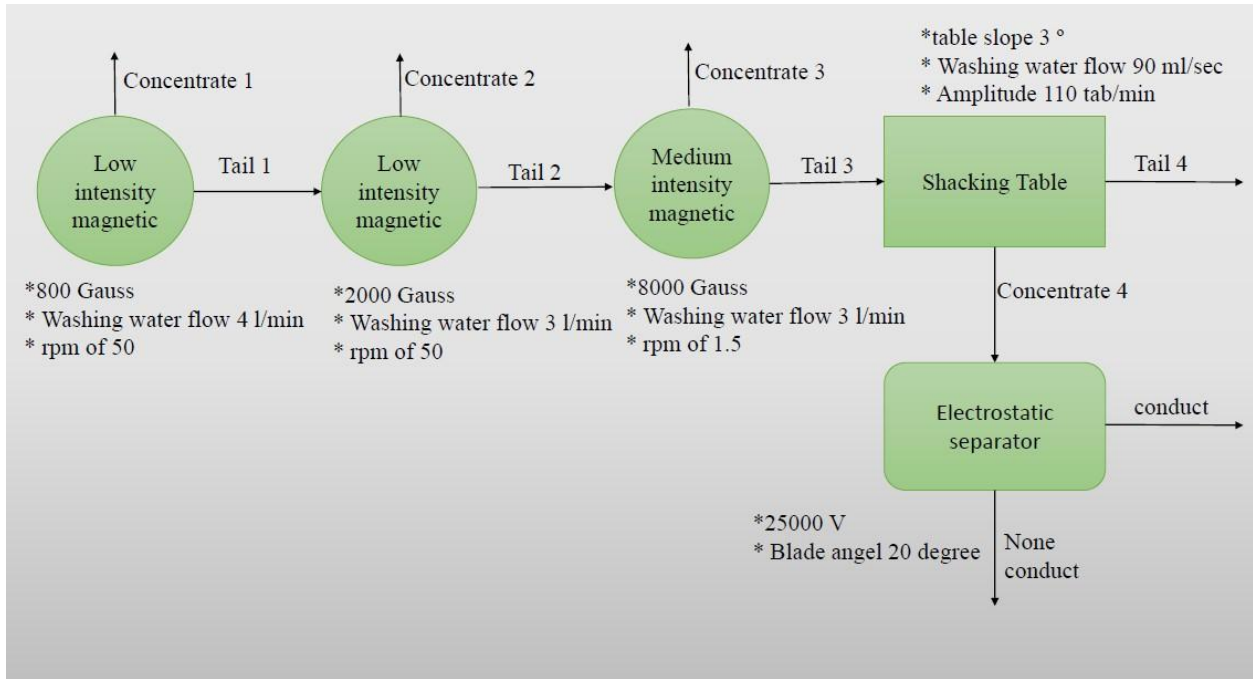 Concentrate 1
Low
intensity
magnetic
*800 Gauss
* Washing water flow 4 l/min
* rpm of 50
Tail 1
Concentrate 2
Low
intensity
magnetic
*2000 Gauss
* Washing water flow 3 l/min
* rpm of 50
Tail 2
Concentrate 3
Medium
intensity
magnetic
*8000 Gauss
* Washing water flow 3 l/min
* rpm of 1.5
Tail 3
*table slope 3 º
* Washing water flow 90 ml/sec
* Amplitude 110 tab/min
Shacking Table
Tail 4
Concentrate 4
Electrostatic
separator
conduct
*25000 V
* Blade angel 20 degree
None
conduct